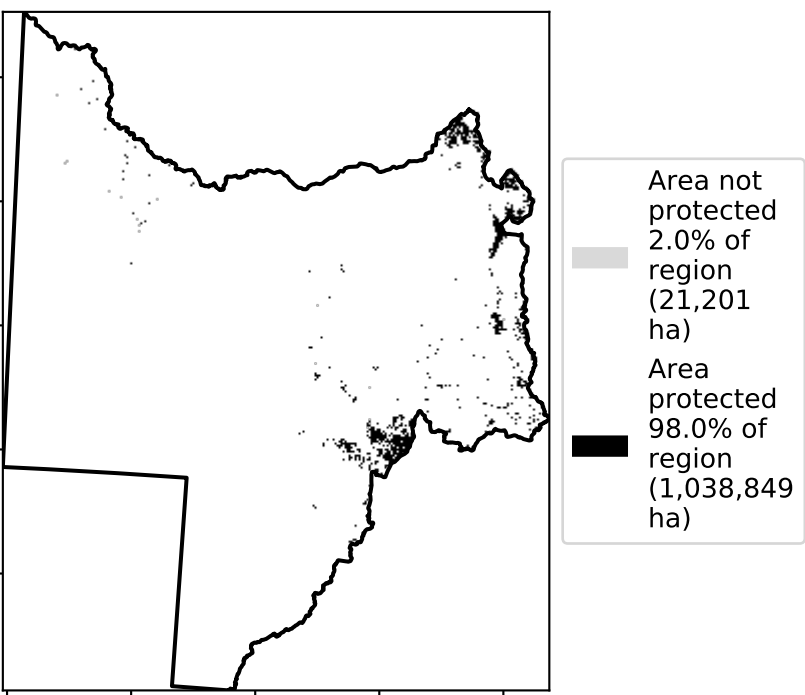 Area not
protected
2.0% of
region
(21,201
ha)
Area
protected
98.0% of
region
(1,038,849
ha)